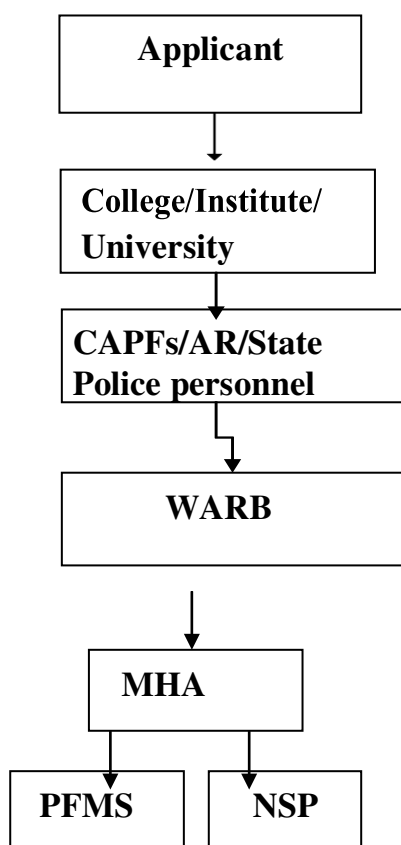 Applicant
College/Institute/
University
CAPFs/AR/State
Police personnel
WARB
MHA
PFMS
NSP